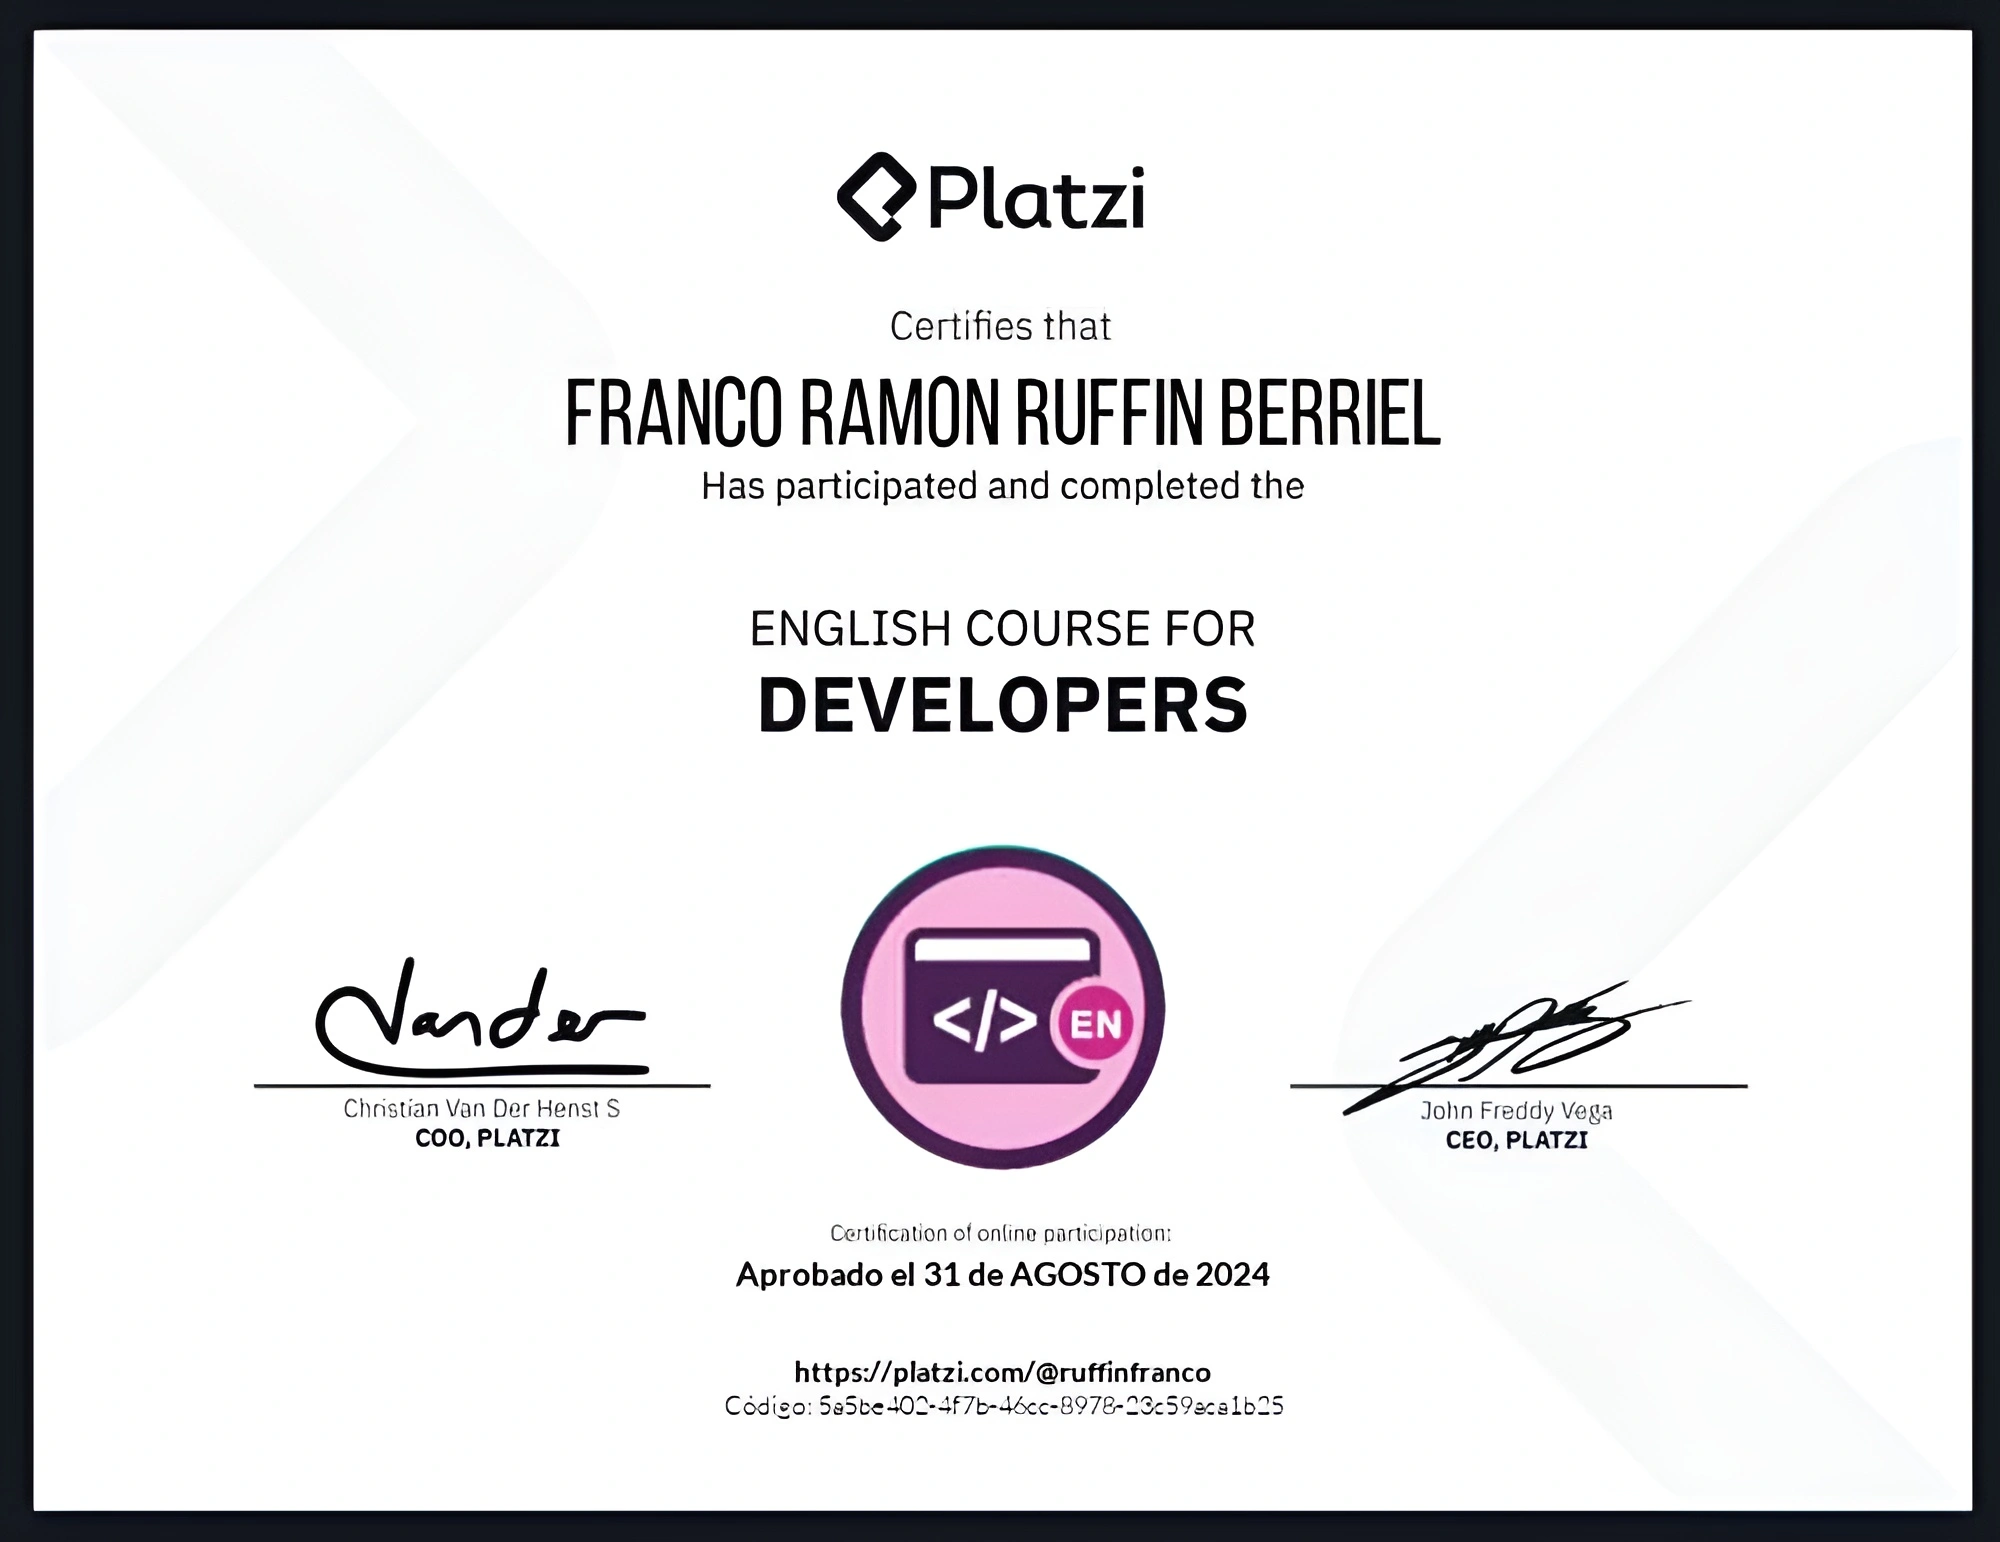 Platzi
Certifies that
FRANCO RAMON RUFFIN BERRIEL
Has participated and completed the
ENGLISH COURSE FOR
DEVELOPERS
</>
EN
Vander
Christian Van Der Henst S
COO, PLATZI
John Freddy Vega
CEO, PLATZI
Certification of online participation:
Aprobado el 31 de AGOSTO de 2024
https://platzi.com/@ruffinfranco
Código: 5a5be402-4f7b-46cc-8978-23c59aca1b25